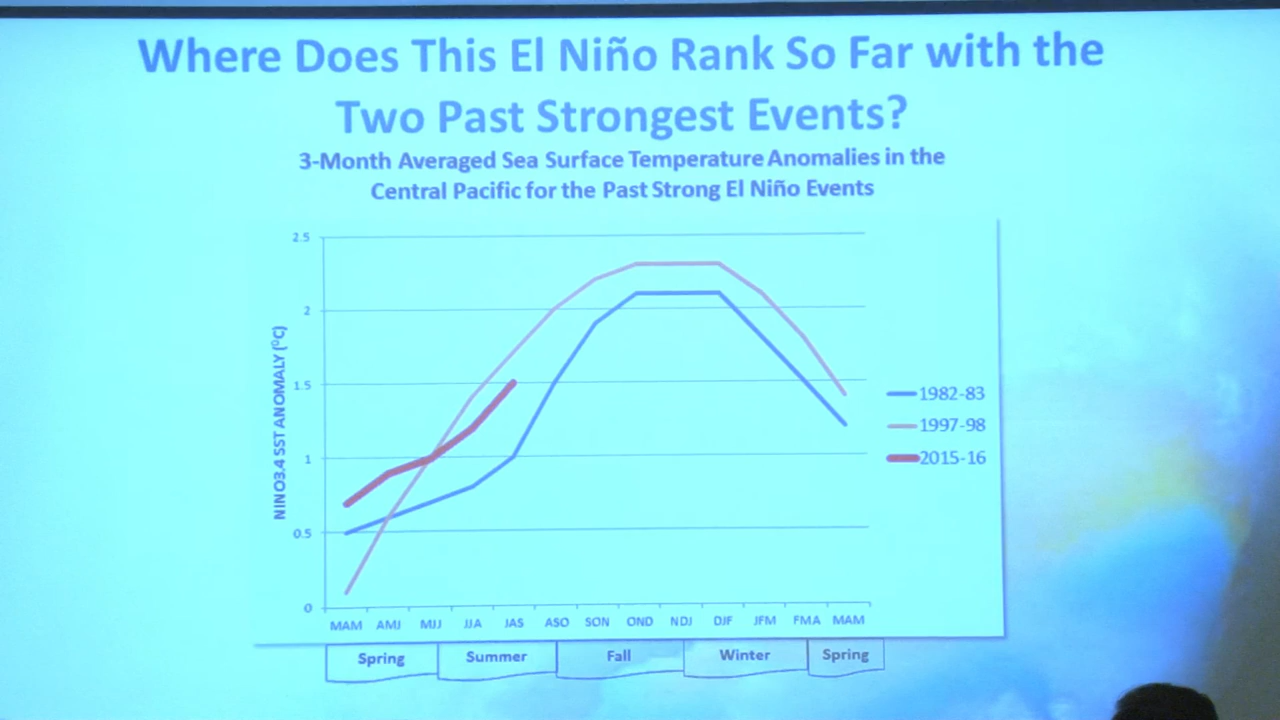 Where Does This El Niño Rank So Far with the
Two Past Strongest Events?
3-Month Averaged Sea Surface Temperature Anomalies in the
Central Pacific for the Past Strong El Niño Events
NINO3.4 SST ANOMALY (⁰C)
2.5
2
1.5
1
0.5
0
MAM AMJ MJJ JJA JAS ASO SON OND NDJ DJF JFM FMA MAM
Spring Summer Fall Winter Spring
1982-83
1997-98
2015-16